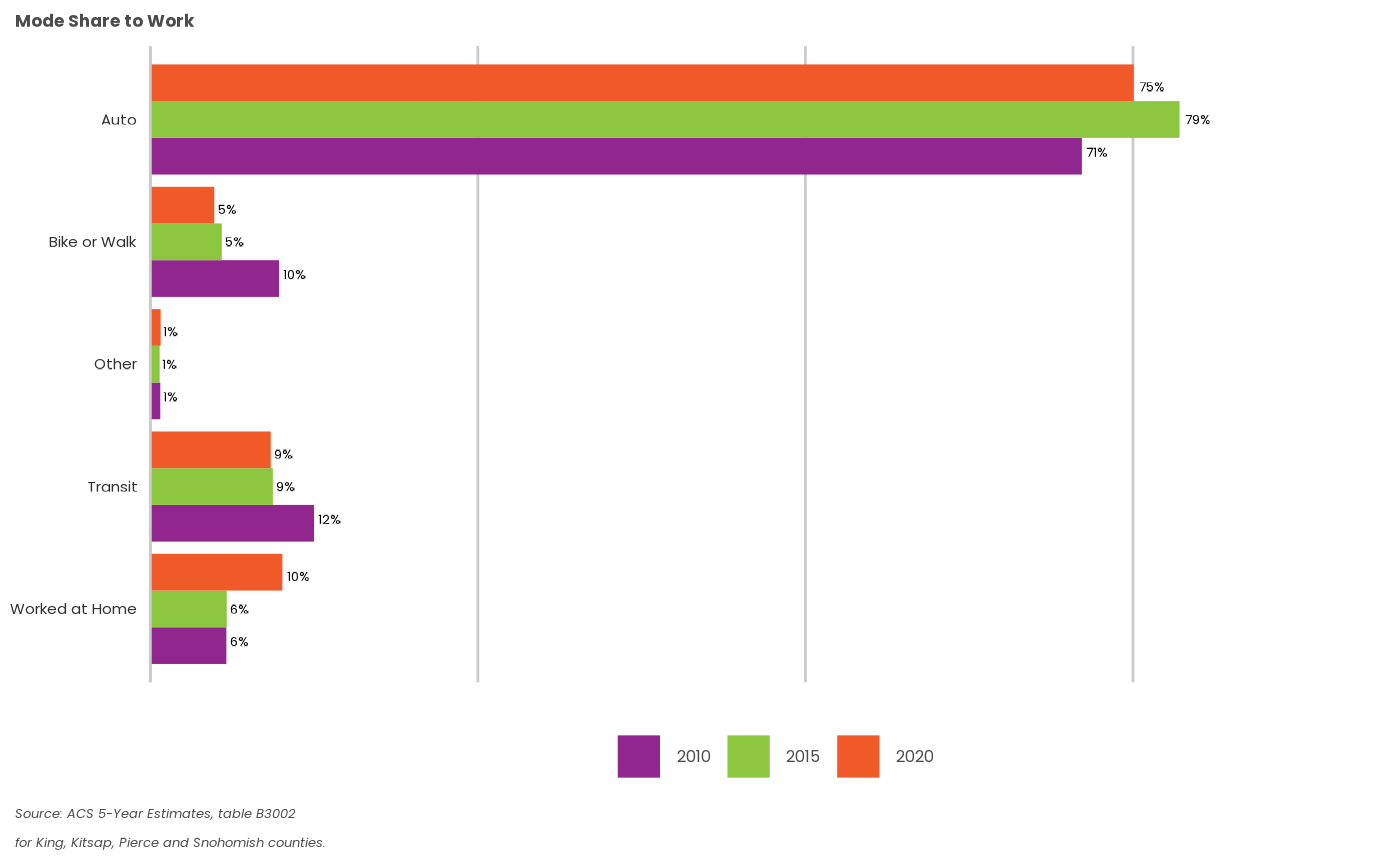 Mode Share to Work
75%
Auto
79%
71%
5%
Bike or Walk
5%
10%
1%
Other
1%
1%
9%
Transit
9%
12%
10%
Worked at Home
6%
6%
2010
2015
2020
Source: ACS 5-Year Estimates, table B3002
for King, Kitsap, Pierce and Snohomish counties.